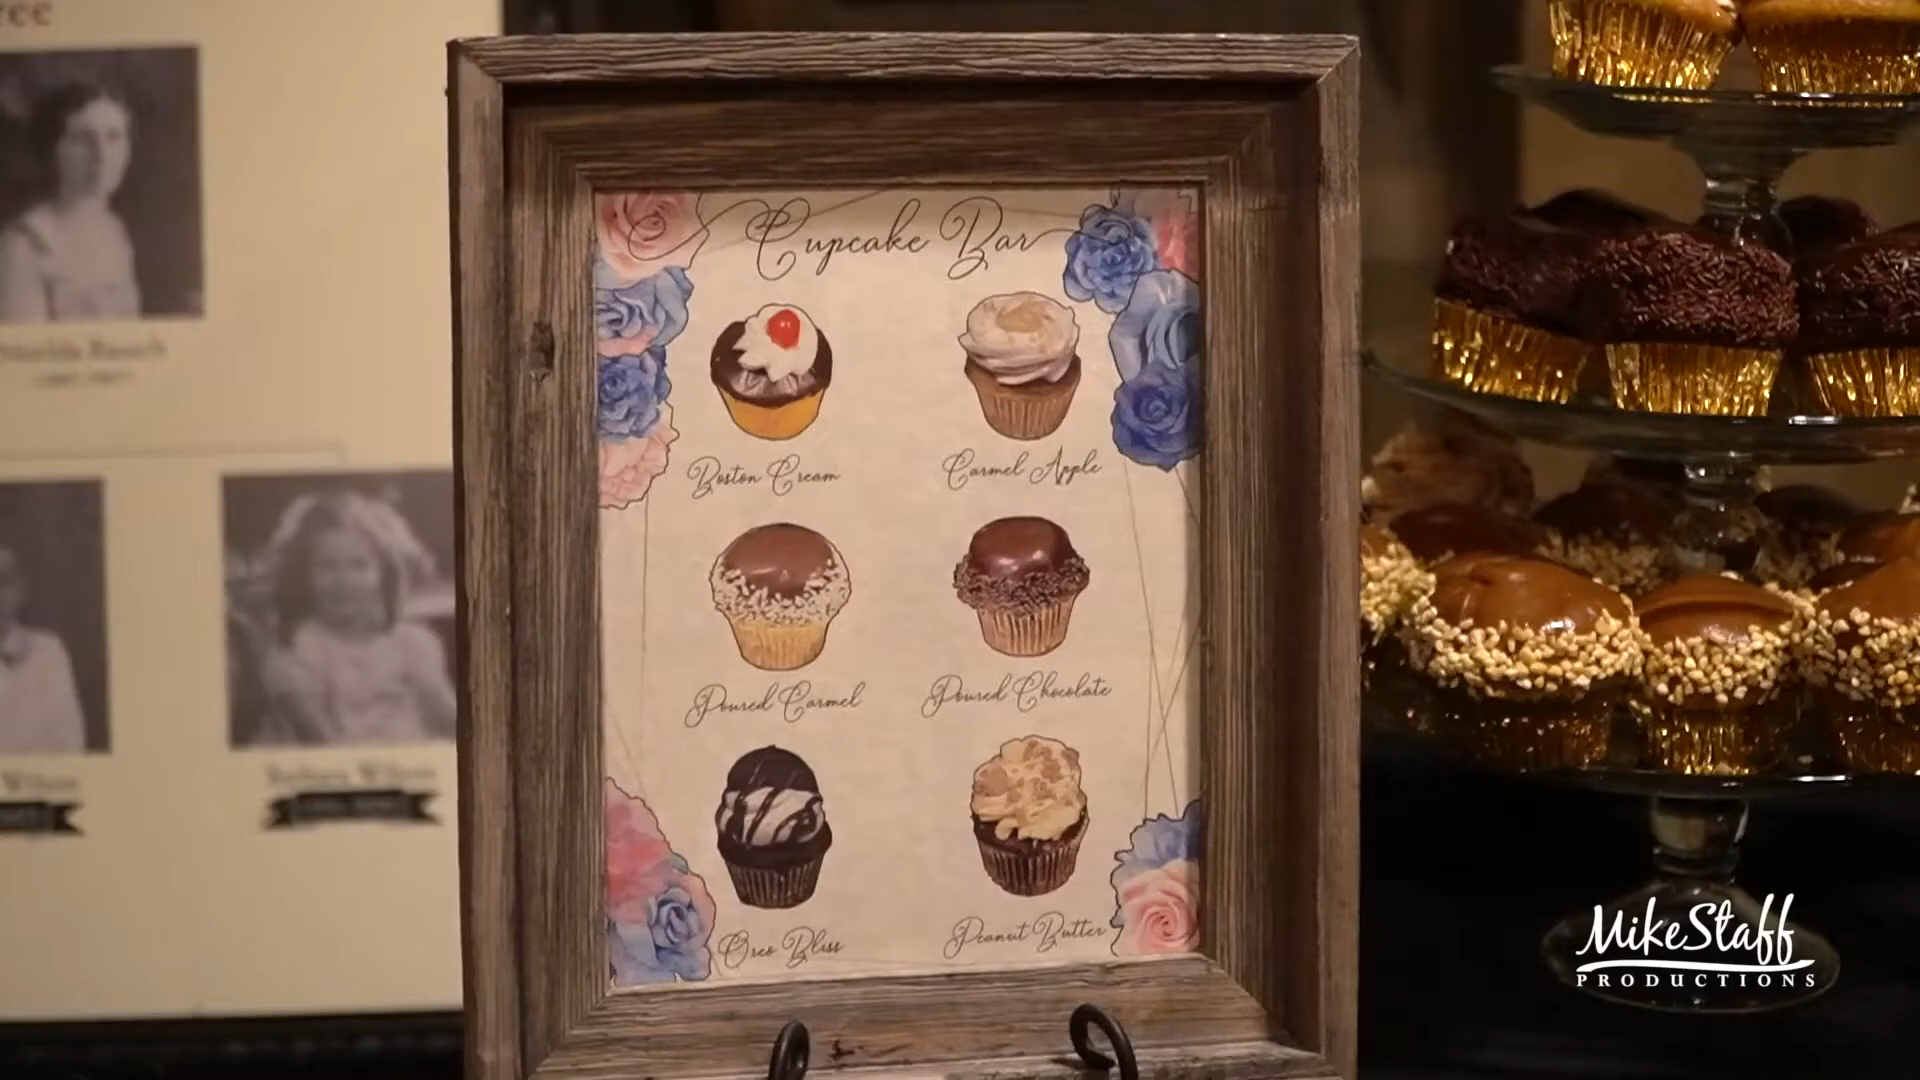 Cupcake Bar
Boston Cream
Carmel Apple
Poured Carmel
Poured Chocolate
Oreo Bliss
Peanut Butter
MikeStaff
PRODUCTIONS